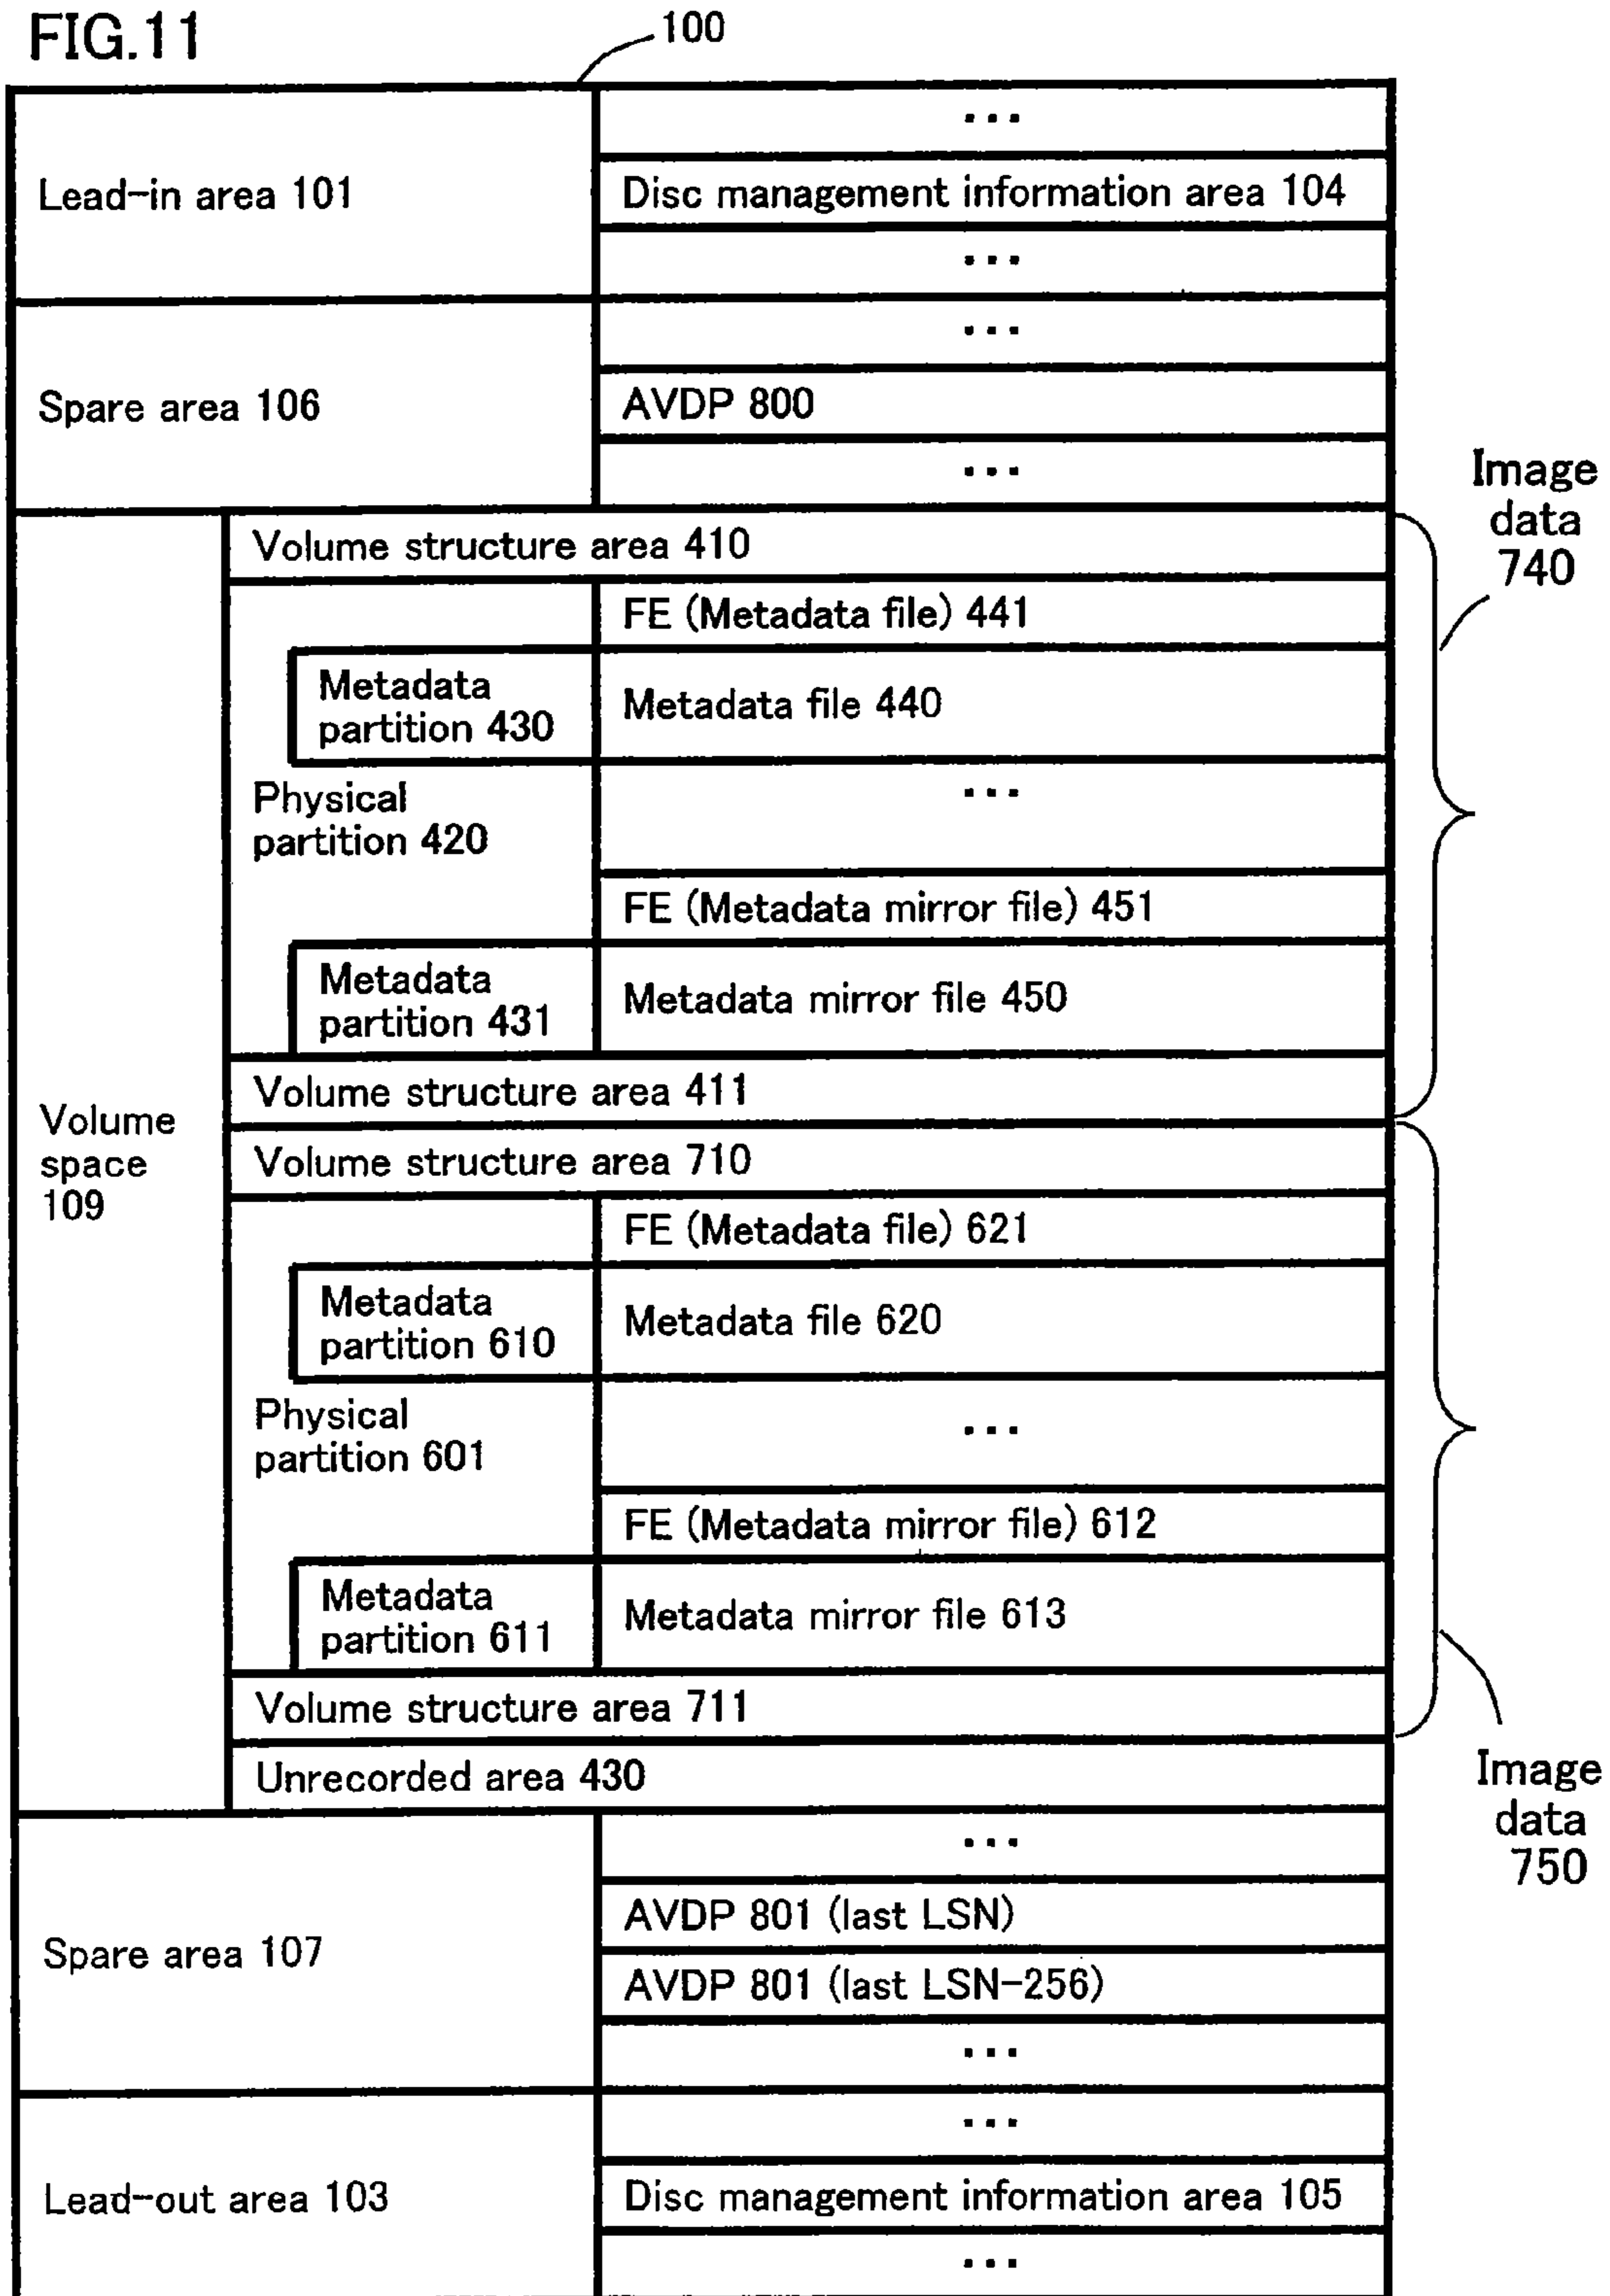 FIG.11
100
...
Lead-in area 101
Disc management information area 104
...
...
Spare area 106
AVDP 800
...
Image
data
740
Volume structure area 410
FE (Metadata file) 441
Metadata
partition 430
Metadata file 440
Physical
partition 420
...
FE (Metadata mirror file) 451
Metadata
partition 431
Metadata mirror file 450
Volume structure area 411
Volume
space
109
Volume structure area 710
FE (Metadata file) 621
Metadata
partition 610
Metadata file 620
Physical
partition 601
...
FE (Metadata mirror file) 612
Metadata
partition 611
Metadata mirror file 613
Volume structure area 711
Unrecorded area 430
Image
data
750
...
AVDP 801 (last LSN)
Spare area 107
AVDP 801 (last LSN-256)
...
...
Lead-out area 103
Disc management information area 105
...